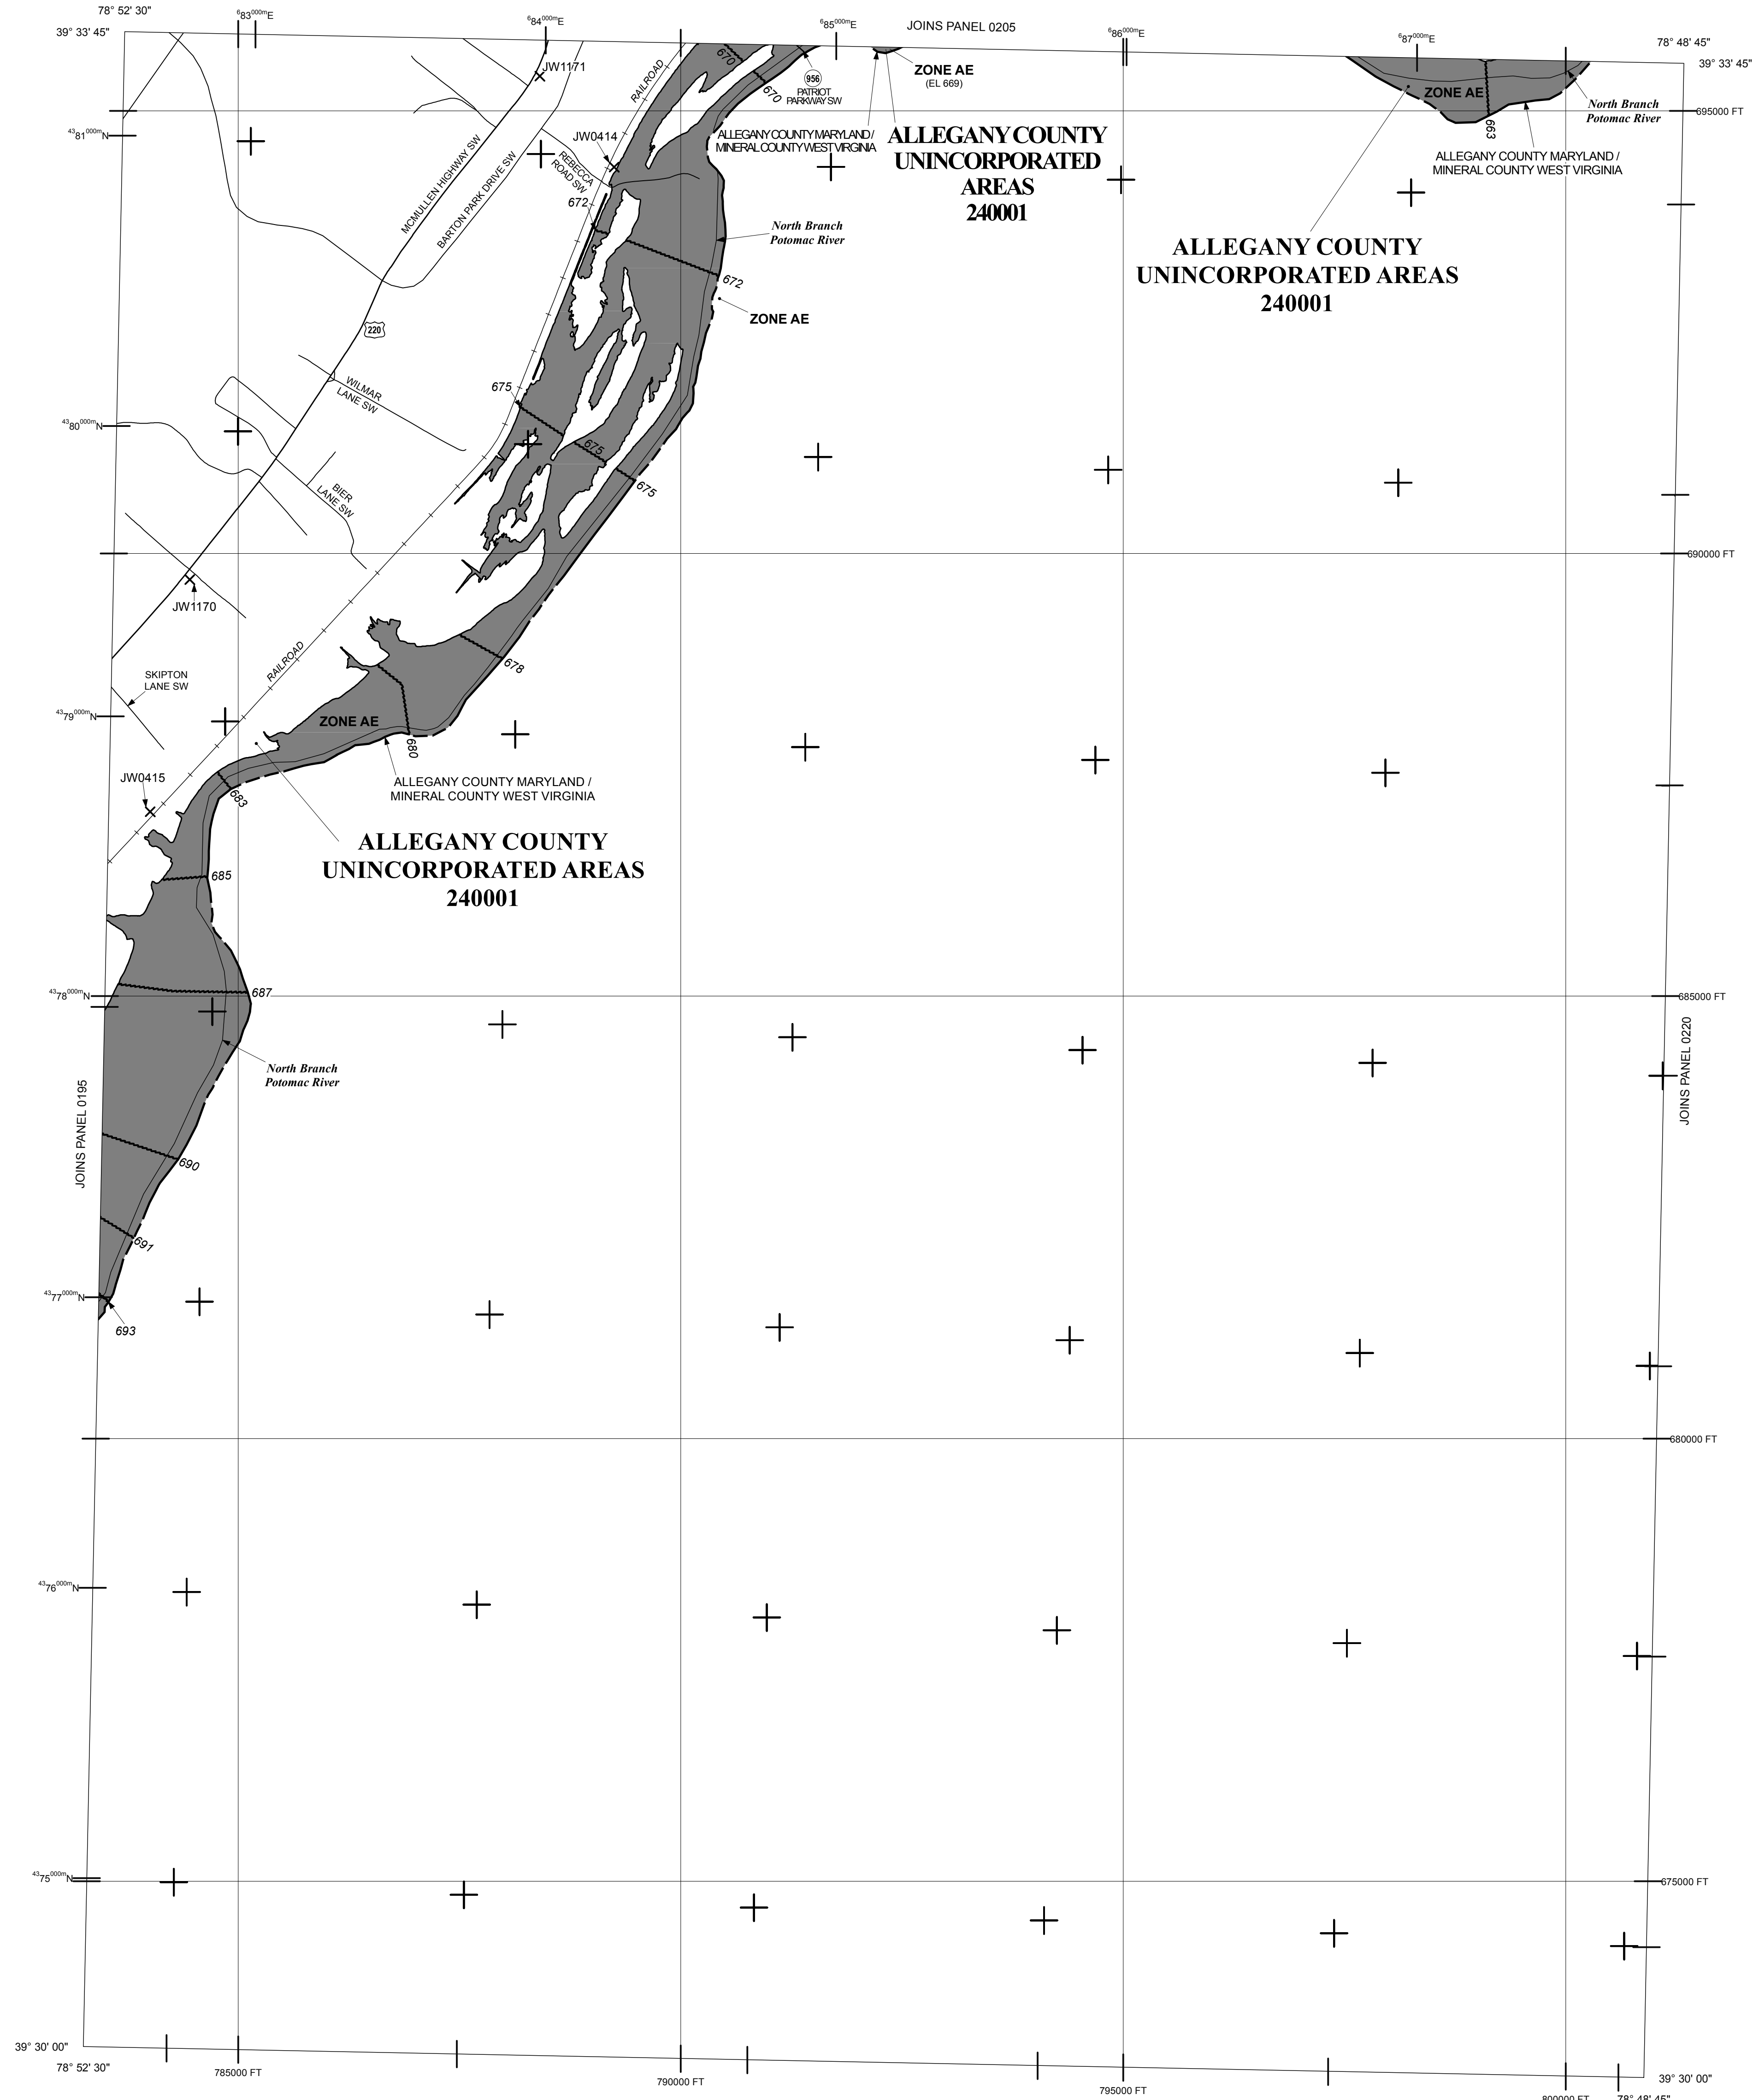 78° 52' 30"
683000mE
684000mE
685000mE
JOINS PANEL 0205
686000mE
687000mE
78° 48' 45"
39° 33' 45"
39° 33' 45"
JW1171
RAILROAD
670
670
956
PATRIOT
PARKWAY SW
ZONE AE
(EL 669)
ZONE AE
663
North Branch
Potomac River
695000 FT
4381000mN
MCMULLEN HIGHWAY SW
BARTON PARK DRIVE SW
JW0414
REBECCA
ROAD SW
672
ALLEGANY COUNTY MARYLAND /
MINERAL COUNTY WEST VIRGINIA
ALLEGANY COUNTY
UNINCORPORATED
AREAS
240001
ALLEGANY COUNTY MARYLAND /
MINERAL COUNTY WEST VIRGINIA
North Branch
Potomac River
ALLEGANY COUNTY
UNINCORPORATED AREAS
240001
672
ZONE AE
220
WILMAR
LANE SW
675
4380000mN
675
675
BIER
LANE SW
690000 FT
JW1170
RAILROAD
678
SKIPTON
LANE SW
4379000mN
ZONE AE
680
JW0415
683
ALLEGANY COUNTY MARYLAND /
MINERAL COUNTY WEST VIRGINIA
ALLEGANY COUNTY
UNINCORPORATED AREAS
240001
685
687
4378000mN
685000 FT
North Branch
Potomac River
JOINS PANEL 0195
JOINS PANEL 0220
690
691
4377000mN
693
680000 FT
4376000mN
4375000mN
675000 FT
39° 30' 00"
78° 52' 30"
785000 FT
790000 FT
795000 FT
800000 FT
78° 48' 45"
39° 30' 00"